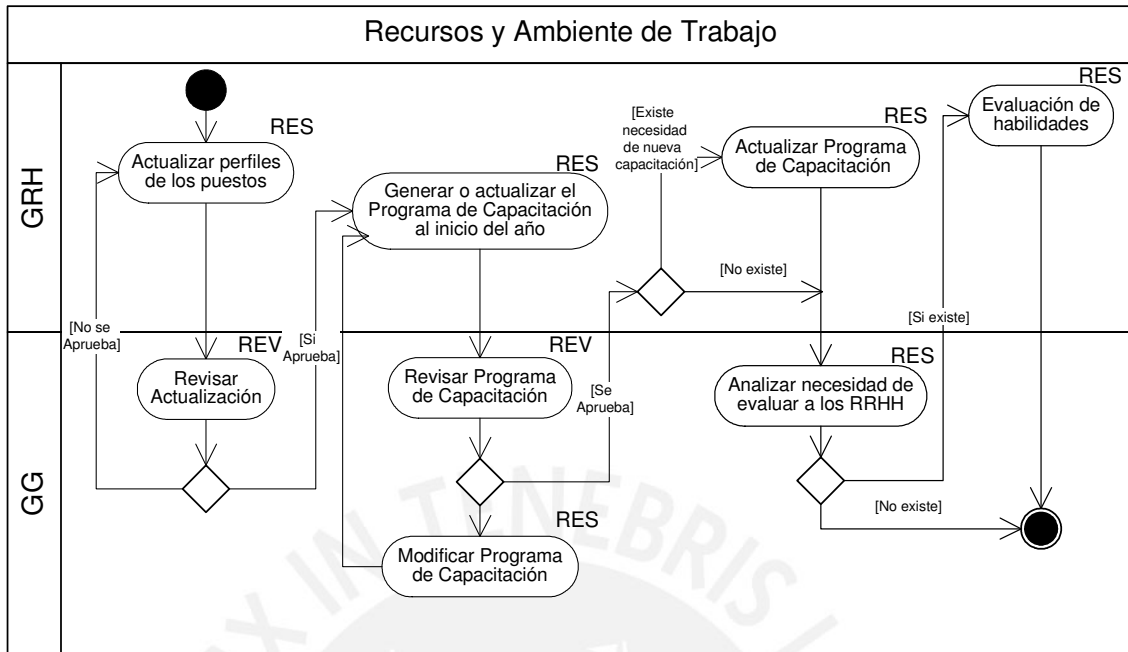 Recursos y Ambiente de Trabajo
GRH
RES
Actualizar perfiles
de los puestos
RES
Generar o actualizar el
Programa de Capacitación
al inicio del año
[Existe
necesidad
de nueva
capacitación]
RES
Actualizar Programa
de Capacitación
RES
Evaluación de
habilidades
[No existe]
[No se
Aprueba]
[Si
Aprueba]
[Si existe]
GG
REV
Revisar
Actualización
REV
Revisar Programa
de Capacitación
[Se
Aprueba]
RES
Analizar necesidad de
evaluar a los RRHH
[No existe]
RES
Modificar Programa
de Capacitación
X IN TENEBRIS L